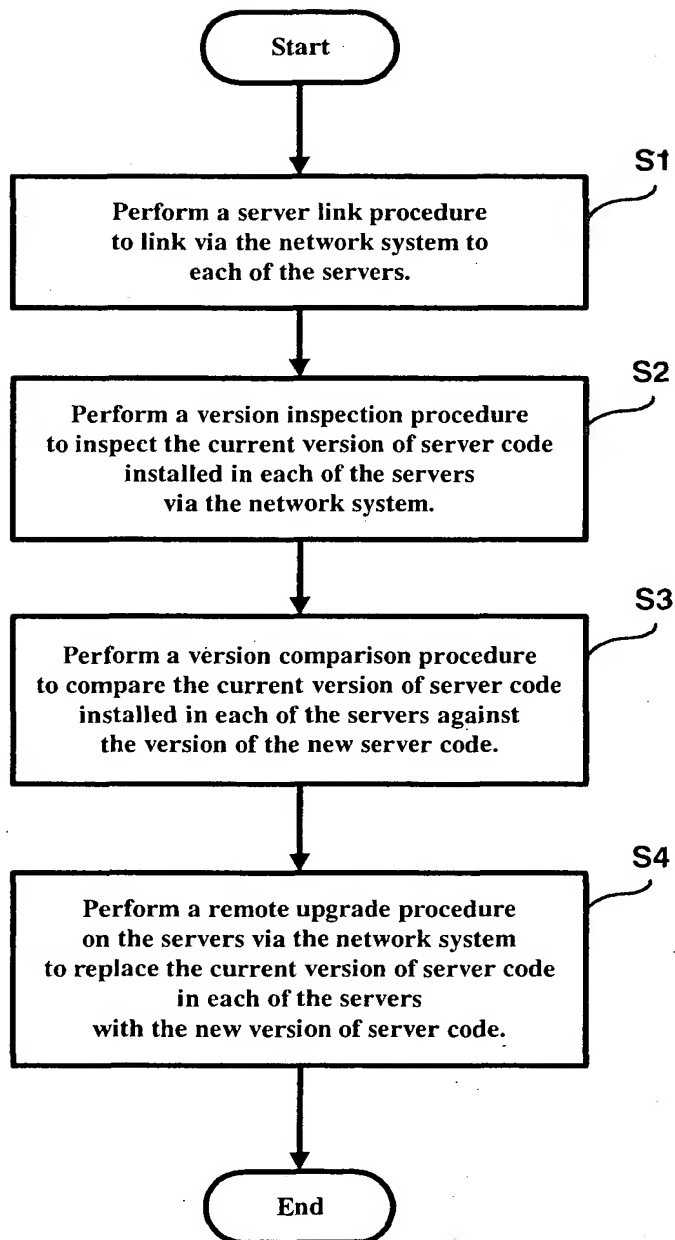 Start
S1
Perform a server link procedure
to link via the network system to
each of the servers.
S2
Perform a version inspection procedure
to inspect the current version of server code
installed in each of the servers
via the network system.
S3
Perform a version comparison procedure
to compare the current version of server code
installed in each of the servers against
the version of the new server code.
S4
Perform a remote upgrade procedure
on the servers via the network system
to replace the current version of server code
in each of the servers
with the new version of server code.
End